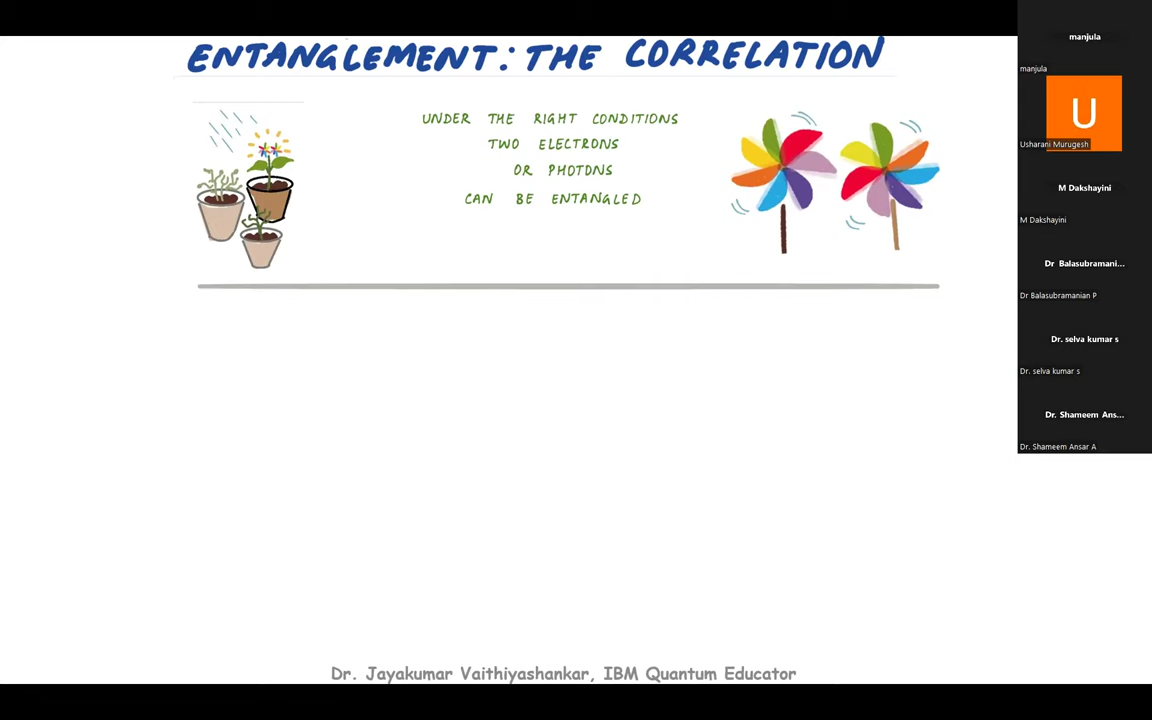 ENTANGLEMENT: THE CORRELATION
UNDER THE RIGHT CONDITIONS
TWO ELECTRONS
OR PHOTONS
CAN BE ENTANGLED
Dr. Jayakumar Vaithiyashankar, IBM Quantum Educator
manjula
manjula
U
Usharani Murugesh
M Dakshayini
M Dakshayini
Dr Balasubramani...
Dr Balasubramanian P
Dr. selva kumar s
Dr. selva kumar s
Dr. Shameem Ans...
Dr. Shameem Ansar A